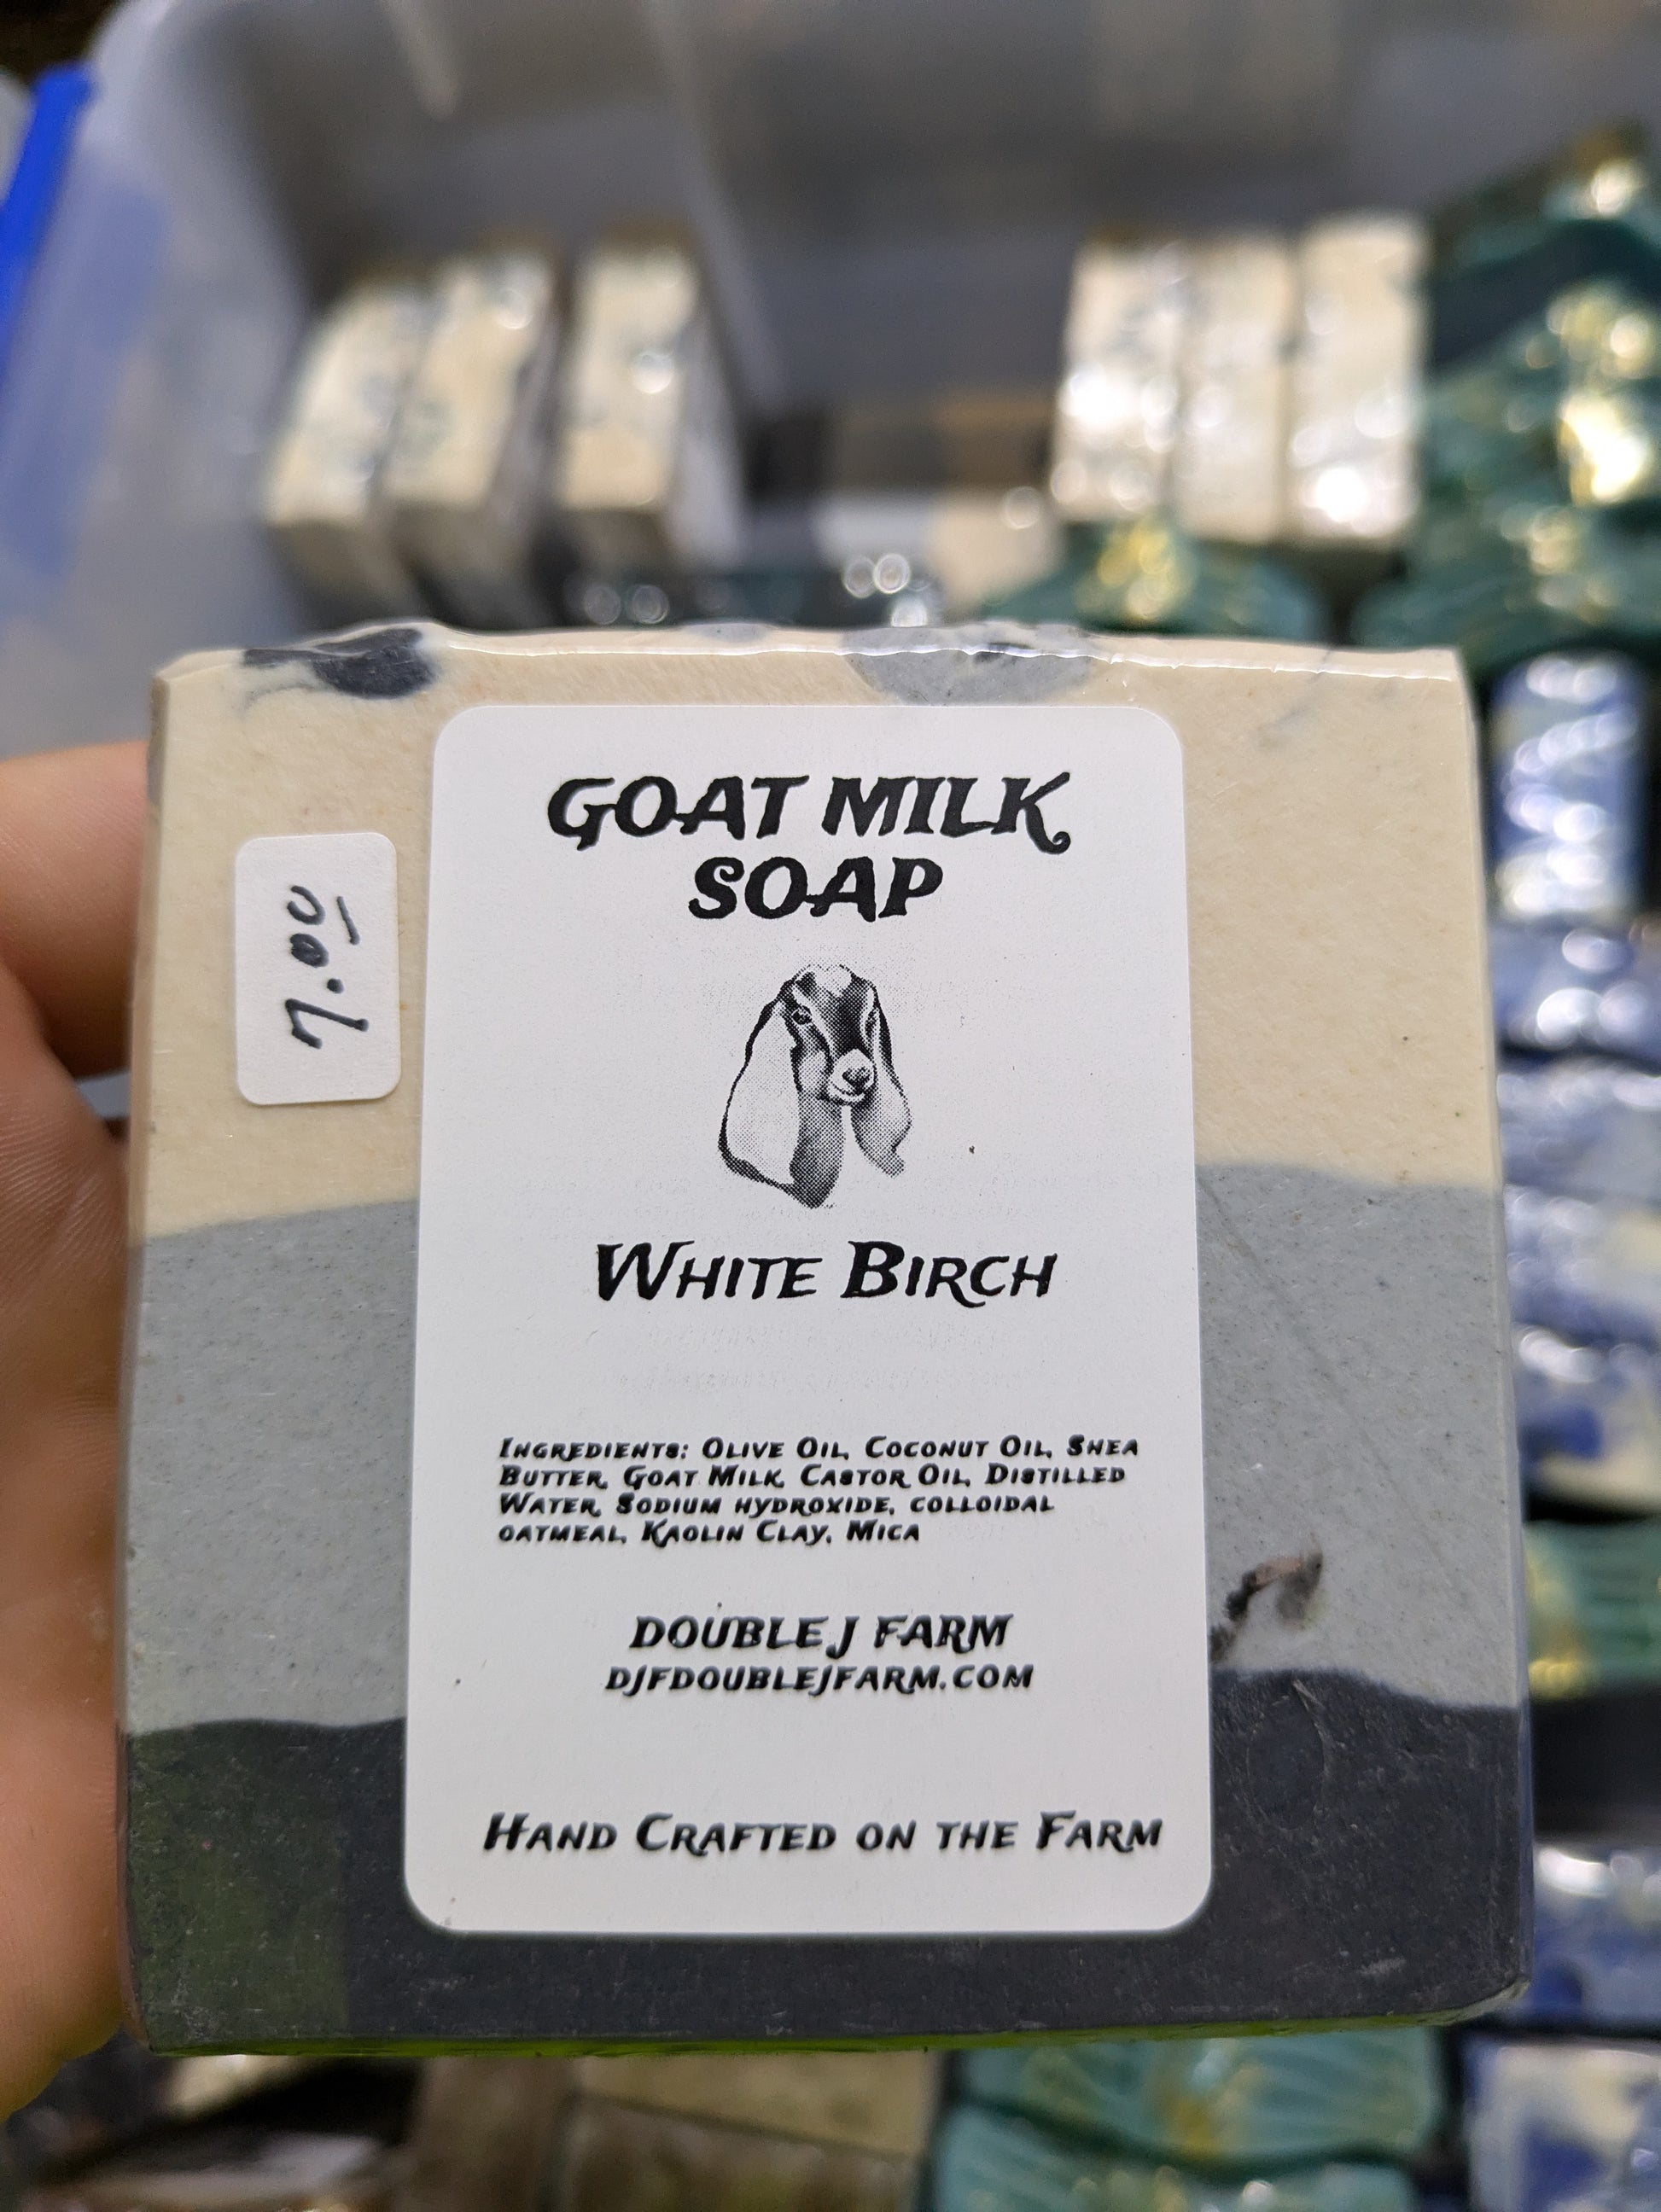 GOAT MILK
SOAP
7.00
WHITE BIRCH
INGREDIENTS: OLIVE OIL, COCONUT OIL, SHEA
BUTTER, GOAT MILK, CASTOR OIL, DISTILLED
WATER, SODIUM HYDROXIDE, COLLOIDAL
OATMEAL, KAOLIN CLAY, MICA
DOUBLE J FARM
DJFDOUBLEJFARM.COM
HAND CRAFTED ON THE FARM